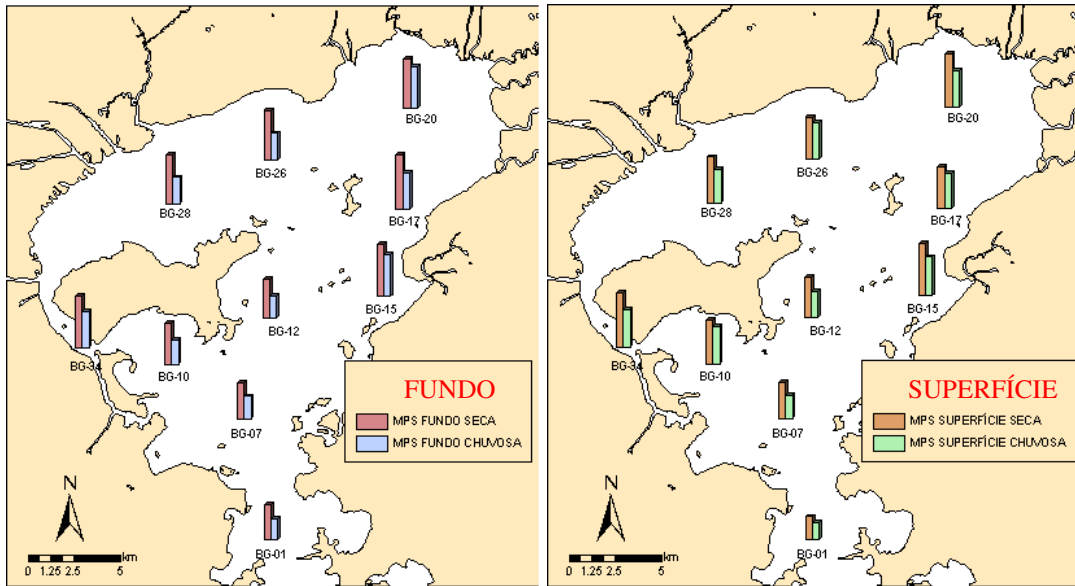 BG-20
BG-26
BG-28
BG-17
BG-15
BG-12
BG-34
BG-10
BG-07
BG-01
FUNDO
MPS FUNDO SECA
MPS FUNDO CHUVOSA
N
km
0 1.25 2.5 5
BG-20
BG-26
BG-28
BG-17
BG-15
BG-12
BG-34
BG-10
BG-07
BG-01
SUPERFÍCIE
MPS SUPERFÍCIE SECA
MPS SUPERFÍCIE CHUVOSA
N
km
0 1.25 2.5 5